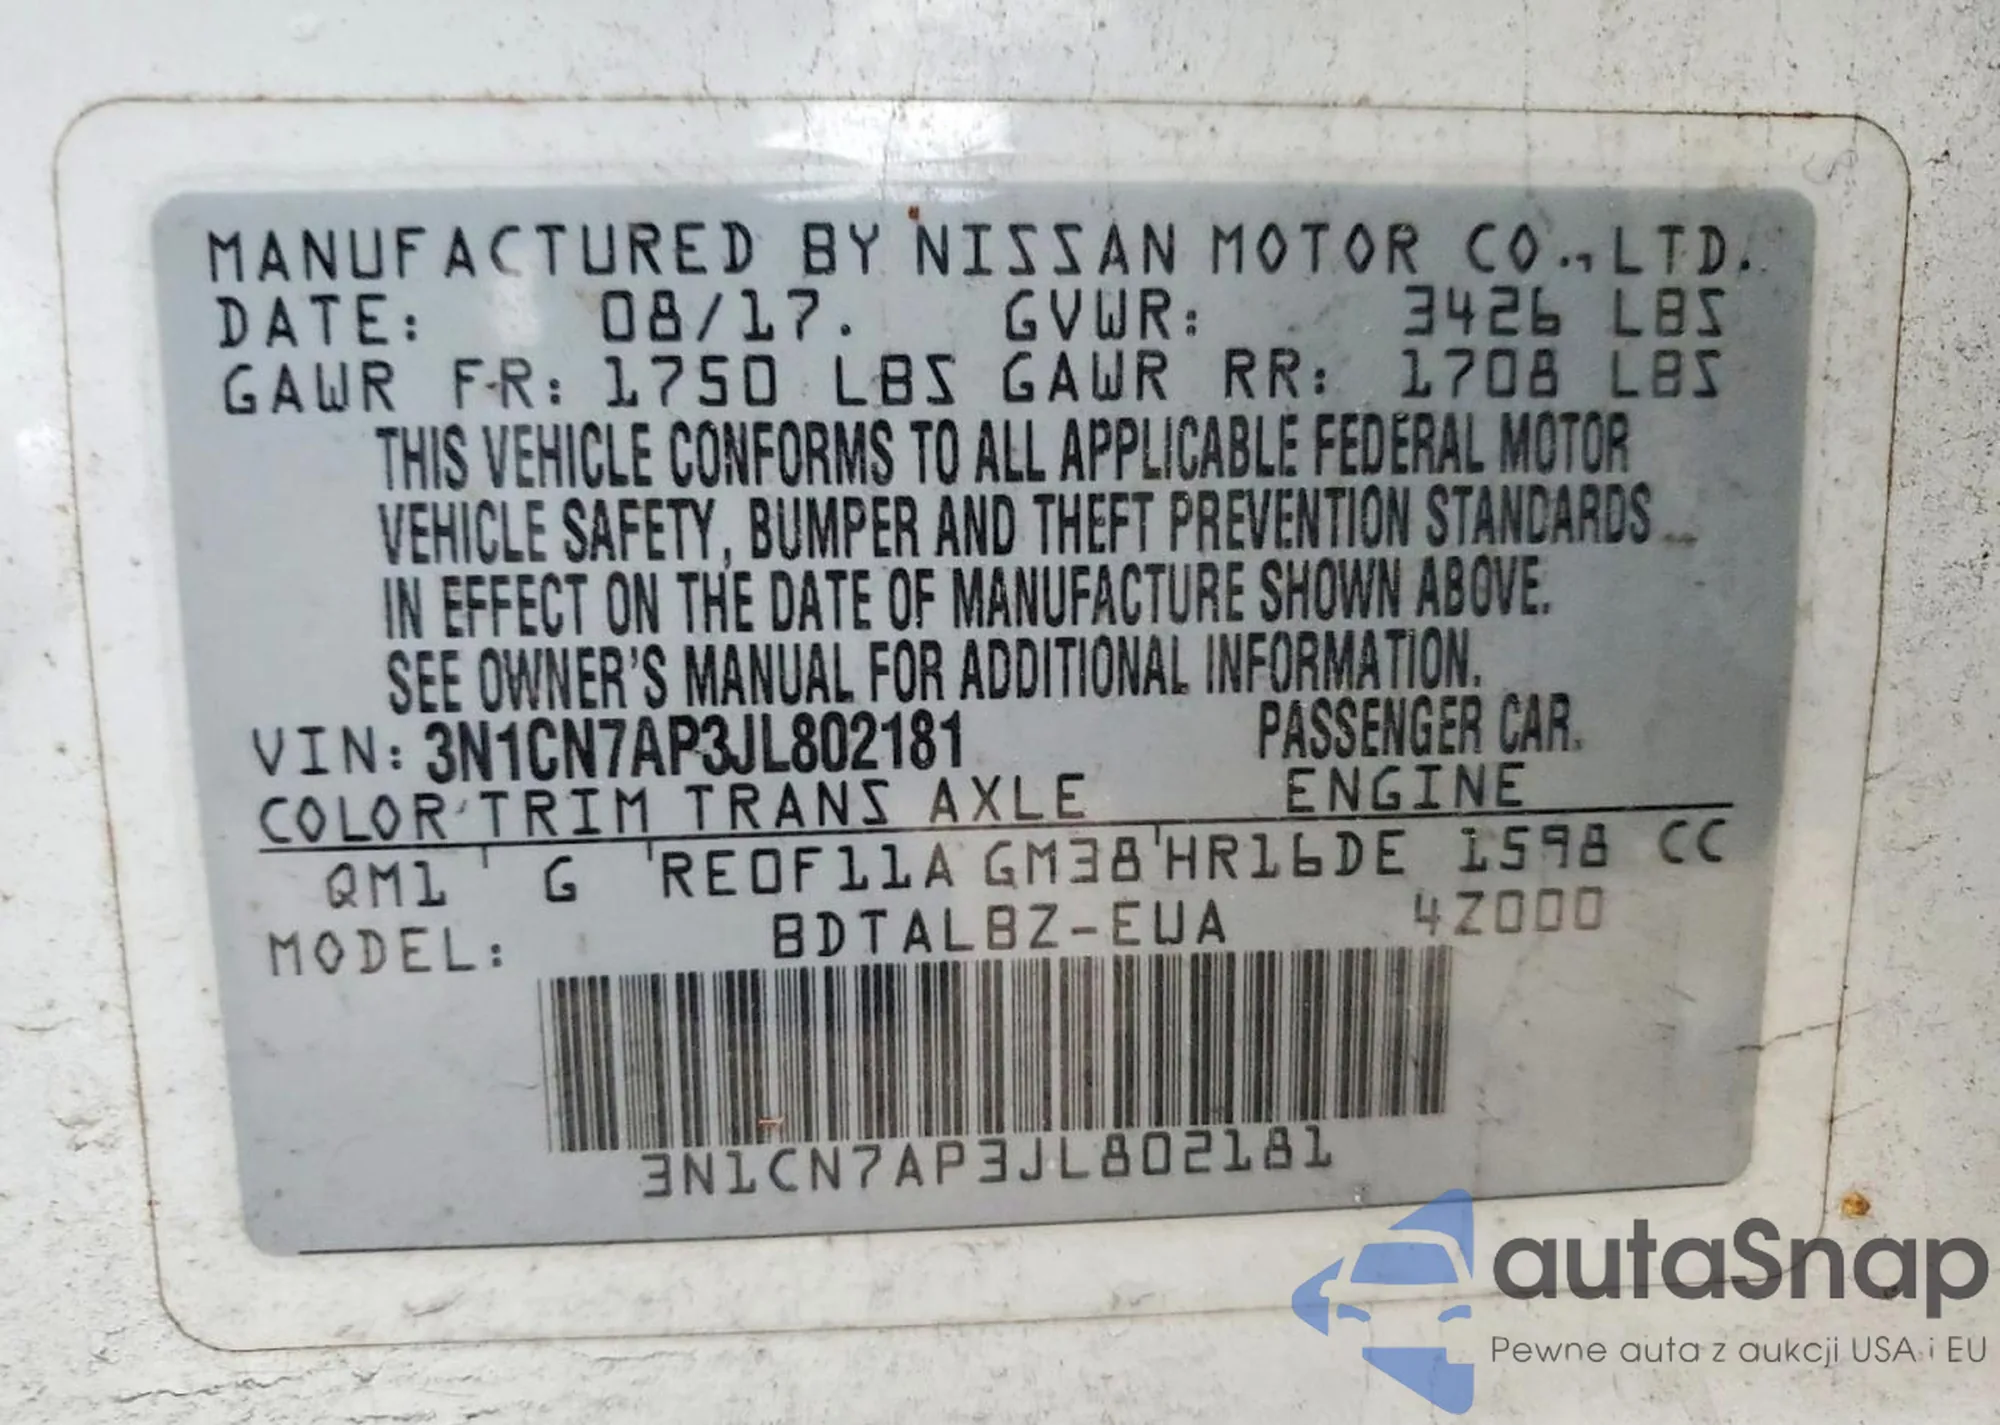 MANUFACTURED BY NISSAN MOTOR CO., LTD.
DATE: 08/17. GVWR: 3426 LBS
GAWR FR: 1750 LBS GAWR RR: 1708 LBS
THIS VEHICLE CONFORMS TO ALL APPLICABLE FEDERAL MOTOR
VEHICLE SAFETY, BUMPER AND THEFT PREVENTION STANDARDS
IN EFFECT ON THE DATE OF MANUFACTURE SHOWN ABOVE.
SEE OWNER'S MANUAL FOR ADDITIONAL INFORMATION.
VIN: 3N1CN7AP3JL802181 PASSENGER CAR.
COLOR TRIM TRANS AXLE ENGINE
QM1 G RE0F11A GM38 HR16DE 1598 CC
MODEL: BDTALBZ-EUA 4Z000
3N1CN7AP3JL802181
autaSnap
Pewne auta z aukcji USA i EU